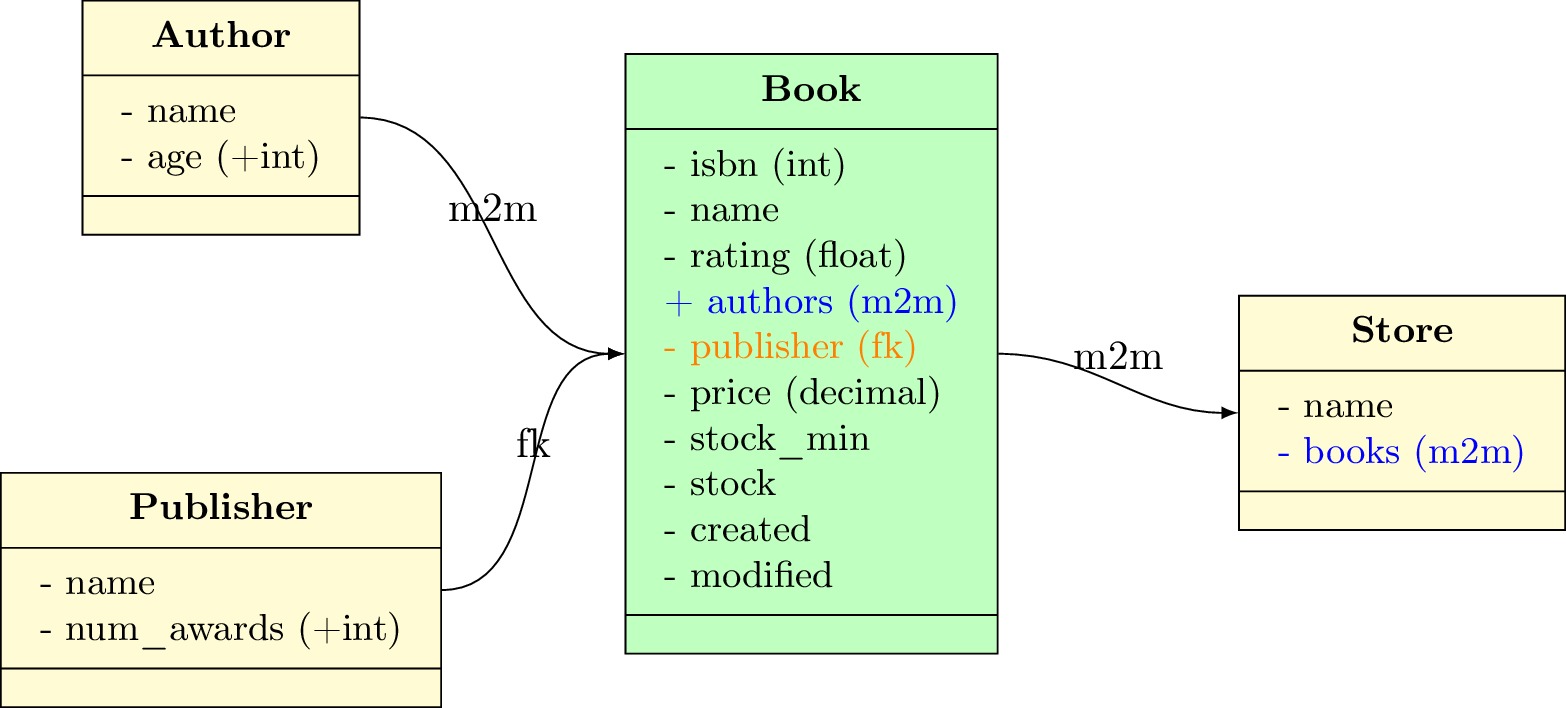 Author
- name
- age (+int)
m2m
Publisher
- name
- num_awards (+int)
fk
Book
- isbn (int)
- name
- rating (float)
+ authors (m2m)
- publisher (fk)
- price (decimal)
- stock_min
- stock
- created
- modified
m2m
Store
- name
- books (m2m)